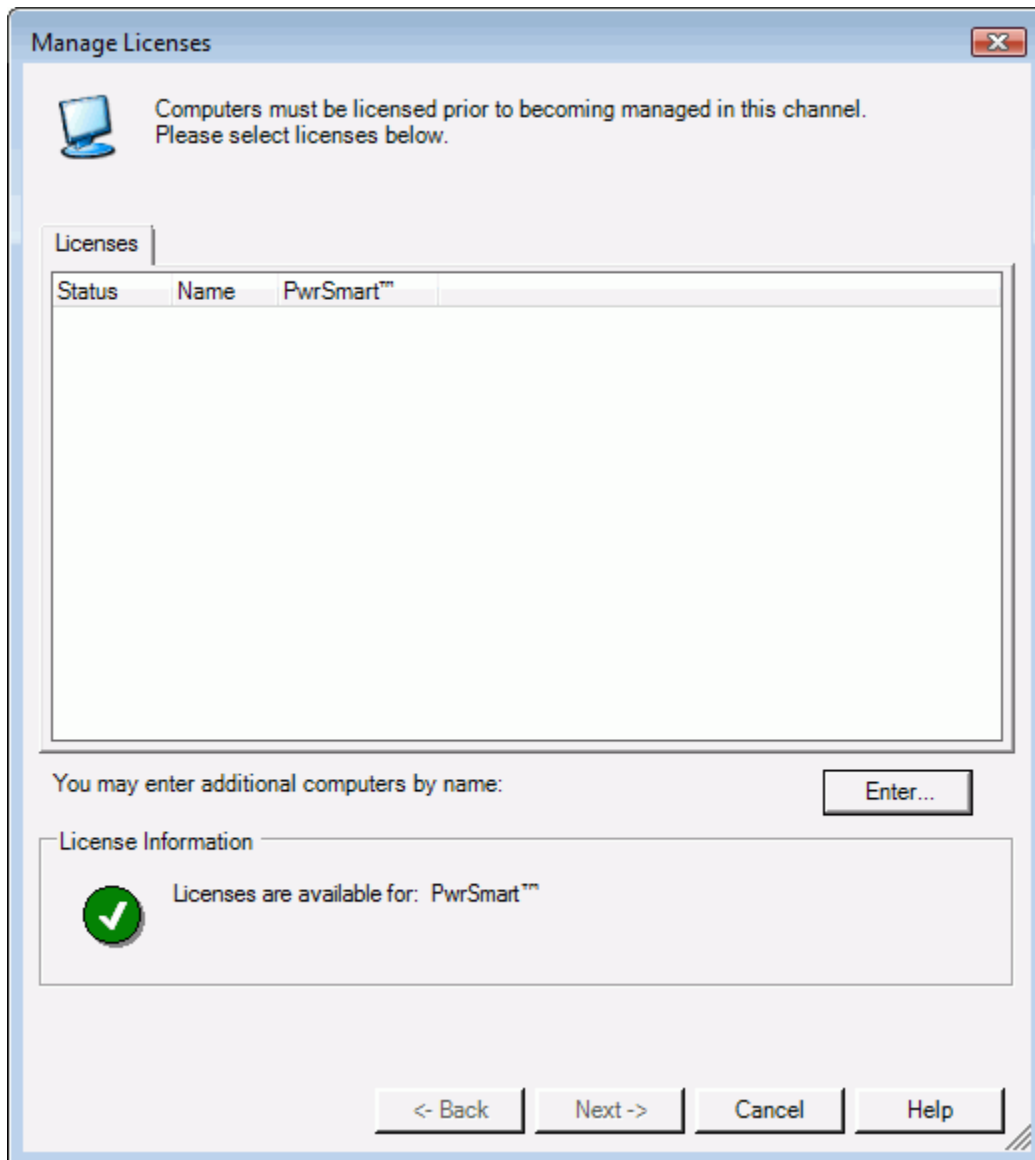 Manage Licenses
Computers must be licensed prior to becoming managed in this channel.
Please select licenses below.
Licenses
Status Name PwrSmart™
You may enter additional computers by name:
Enter...
License Information
Licenses are available for: PwrSmart™
<- Back Next -> Cancel Help